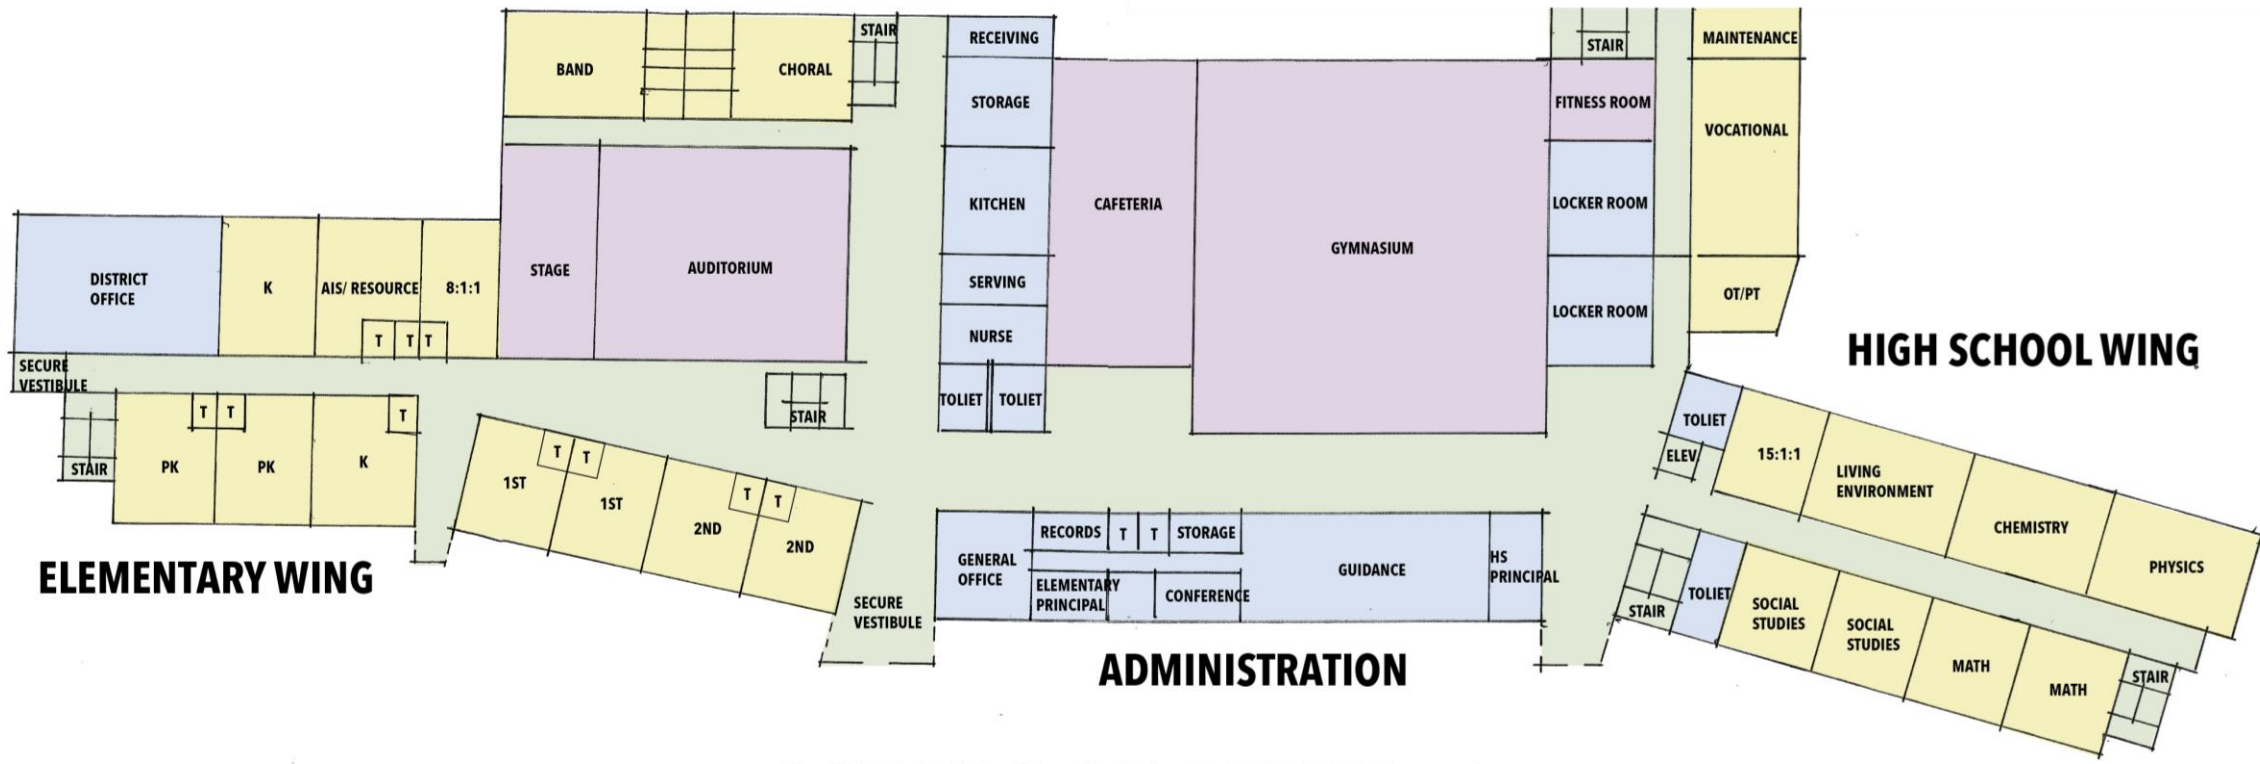 RECEIVING
STAIR
STAIR
MAINTENANCE
BAND
CHORAL
STORAGE
FITNESS ROOM
VOCATIONAL
KITCHEN
CAFETERIA
LOCKER ROOM
GYMNASIUM
STAGE
AUDITORIUM
DISTRICT
OFFICE
K
AIS/ RESOURCE
8:1:1
SERVING
OT/PT
LOCKER ROOM
T
T
T
NURSE
HIGH SCHOOL WING
SECURE
VESTIBULE
TOLIET
TOLIET
T
T
T
STAIR
TOLIET
STAIR
PK
PK
K
T
T
1ST
1ST
T
T
2ND
2ND
ELEV.
15:1:1
LIVING
ENVIRONMENT
CHEMISTRY
PHYSICS
ELEMENTARY WING
GENERAL
OFFICE
RECORDS
T
T
STORAGE
ELEMENTARY
PRINCIPAL
CONFERENCE
GUIDANCE
HS
PRINCIPAL
SECURE
VESTIBULE
STAIR
TOLIET
SOCIAL
STUDIES
SOCIAL
STUDIES
MATH
MATH
STAIR
ADMINISTRATION